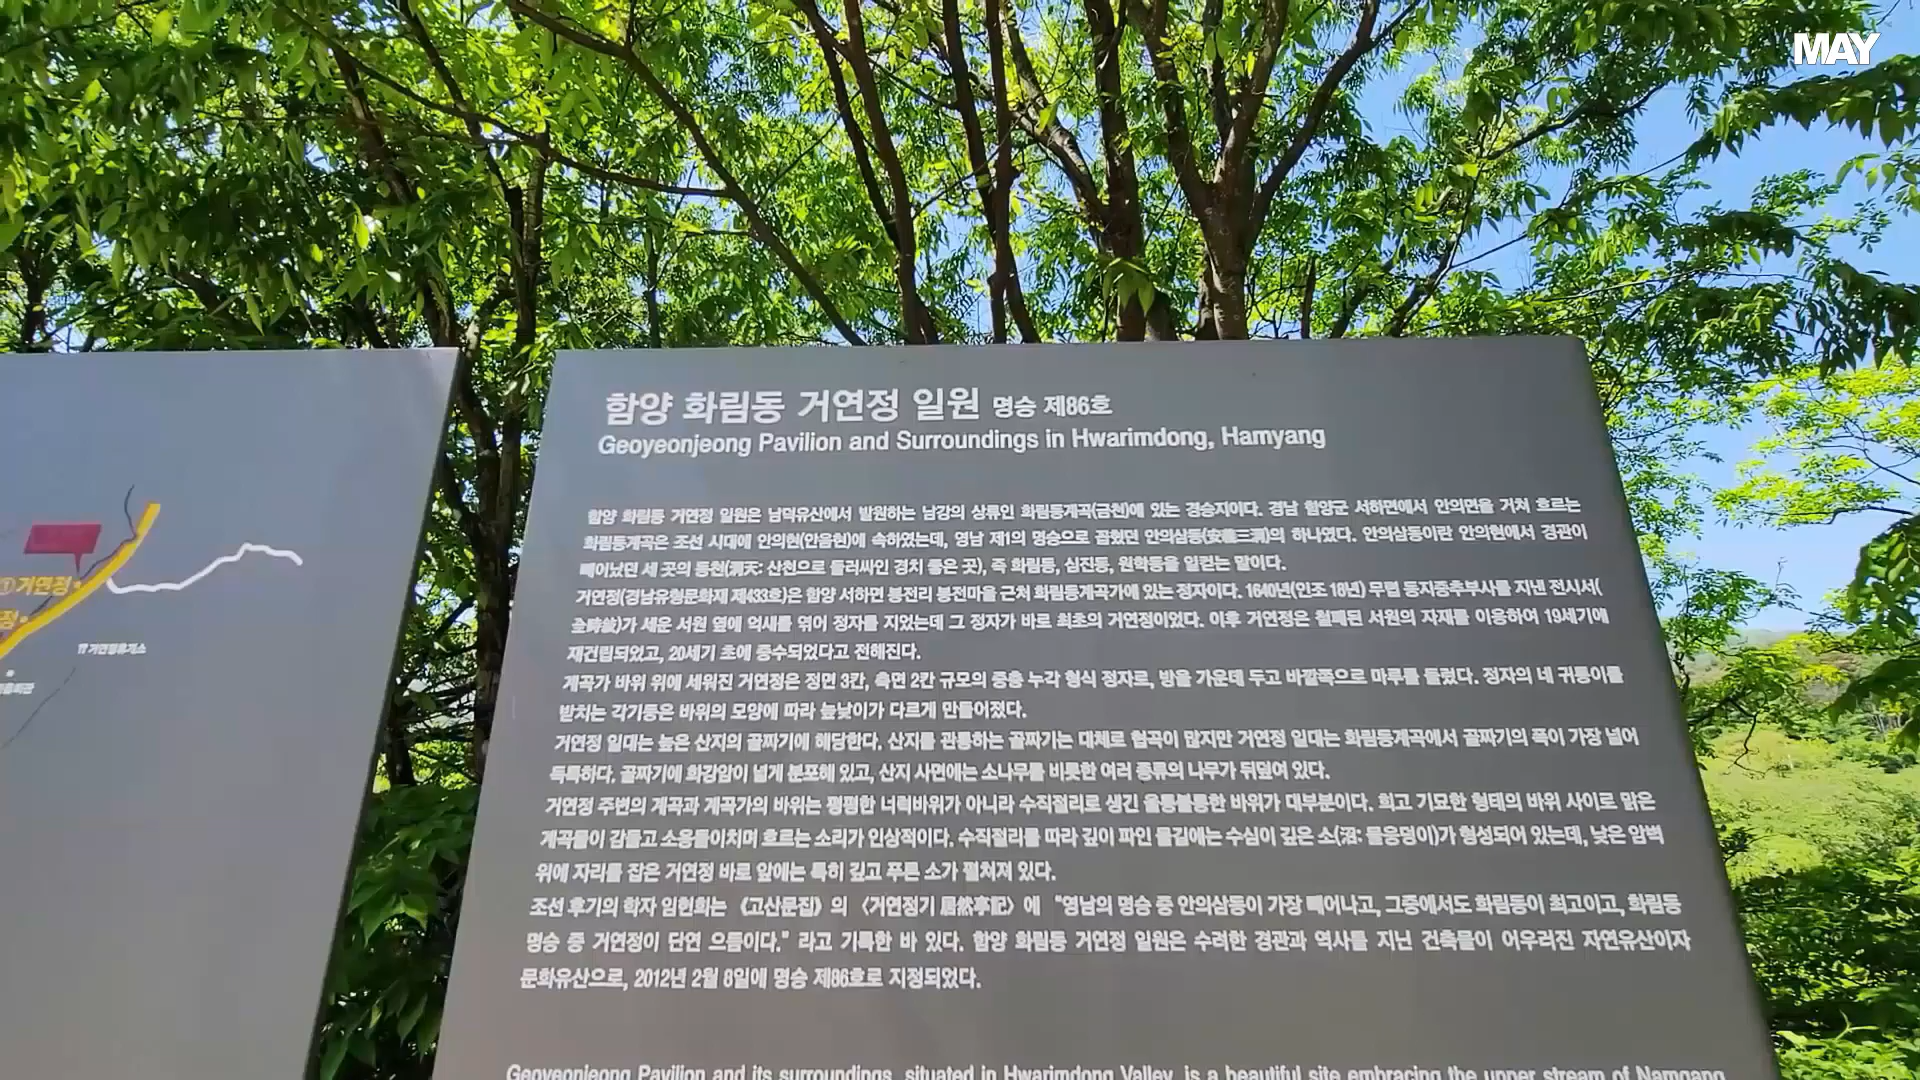 MAY
함양 화림동 거연정 일원 명승 제86호
Geoyeonjeong Pavilion and Surroundings in Hwarimdong, Hamyang
함양 화림동 거연정 일원은 남덕유산에서 발원하는 남강의 상류인 화림동계곡(금천)에 있는 경승지이다. 경남 함양군 서하면에서 안의면을 거쳐 흐르는
화림동계곡은 조선 시대에 안의현(안음현)에 속하였는데, 영남 제1의 명승으로 꼽혔던 안의삼동(安義三洞)의 하나였다. 안의삼동이란 안의현에서 경관이
빼어났던 세 곳의 동천(洞天: 산천으로 둘러싸인 경치 좋은 곳), 즉 화림동, 심진동, 원학동을 일컫는 말이다.
거연정(경남유형문화재 제433호)은 함양 서하면 봉전리 봉전마을 근처 화림동계곡가에 있는 정자이다. 1640년(인조 18년) 무렵 동지중추부사를 지낸 전시서(
全時敍)가 세운 서원 옆에 억새를 엮어 정자를 지었는데 그 정자가 바로 최초의 거연정이었다. 이후 거연정은 철폐된 서원의 자재를 이용하여 19세기에
재건립되었고, 20세기 초에 중수되었다고 전해진다.
계곡가 바위 위에 세워진 거연정은 정면 3칸, 측면 2칸 규모의 중층 누각 형식 정자로, 방을 가운데 두고 바깥쪽으로 마루를 둘렀다. 정자의 네 귀퉁이를
받치는 각기둥은 바위의 모양에 따라 높낮이가 다르게 만들어졌다.
거연정 일대는 높은 산지의 골짜기에 해당한다. 산지를 관통하는 골짜기는 대체로 협곡이 많지만 거연정 일대는 화림동계곡에서 골짜기의 폭이 가장 넓어
독특하다. 골짜기에 화강암이 넓게 분포해 있고, 산지 사면에는 소나무를 비롯한 여러 종류의 나무가 뒤덮여 있다.
거연정 주변의 계곡과 계곡가의 바위는 평평한 너럭바위가 아니라 수직절리로 생긴 울퉁불퉁한 바위가 대부분이다. 희고 기묘한 형태의 바위 사이로 맑은
계곡물이 감돌고 소용돌이치며 흐르는 소리가 인상적이다. 수직절리를 따라 깊이 파인 물길에는 수심이 깊은 소(沼: 물웅덩이)가 형성되어 있는데, 낮은 암벽
위에 자리를 잡은 거연정 바로 앞에는 특히 깊고 푸른 소가 펼쳐져 있다.
조선 후기의 학자 임헌회는 《고산문집》의 〈거연정기 居然亭記〉에 "영남의 명승 중 안의삼동이 가장 빼어나고, 그중에서도 화림동이 최고이고, 화림동
명승 중 거연정이 단연 으뜸이다." 라고 기록한 바 있다. 함양 화림동 거연정 일원은 수려한 경관과 역사를 지닌 건축물이 어우러진 자연유산이자
문화유산으로, 2012년 2월 8일에 명승 제86호로 지정되었다.
Geoyeonjeong Pavilion and its surroundings, situated in Hwarimdong Valley, is a beautiful site embracing the upper stream of Namgang
① 거연정
정
거연정휴게소